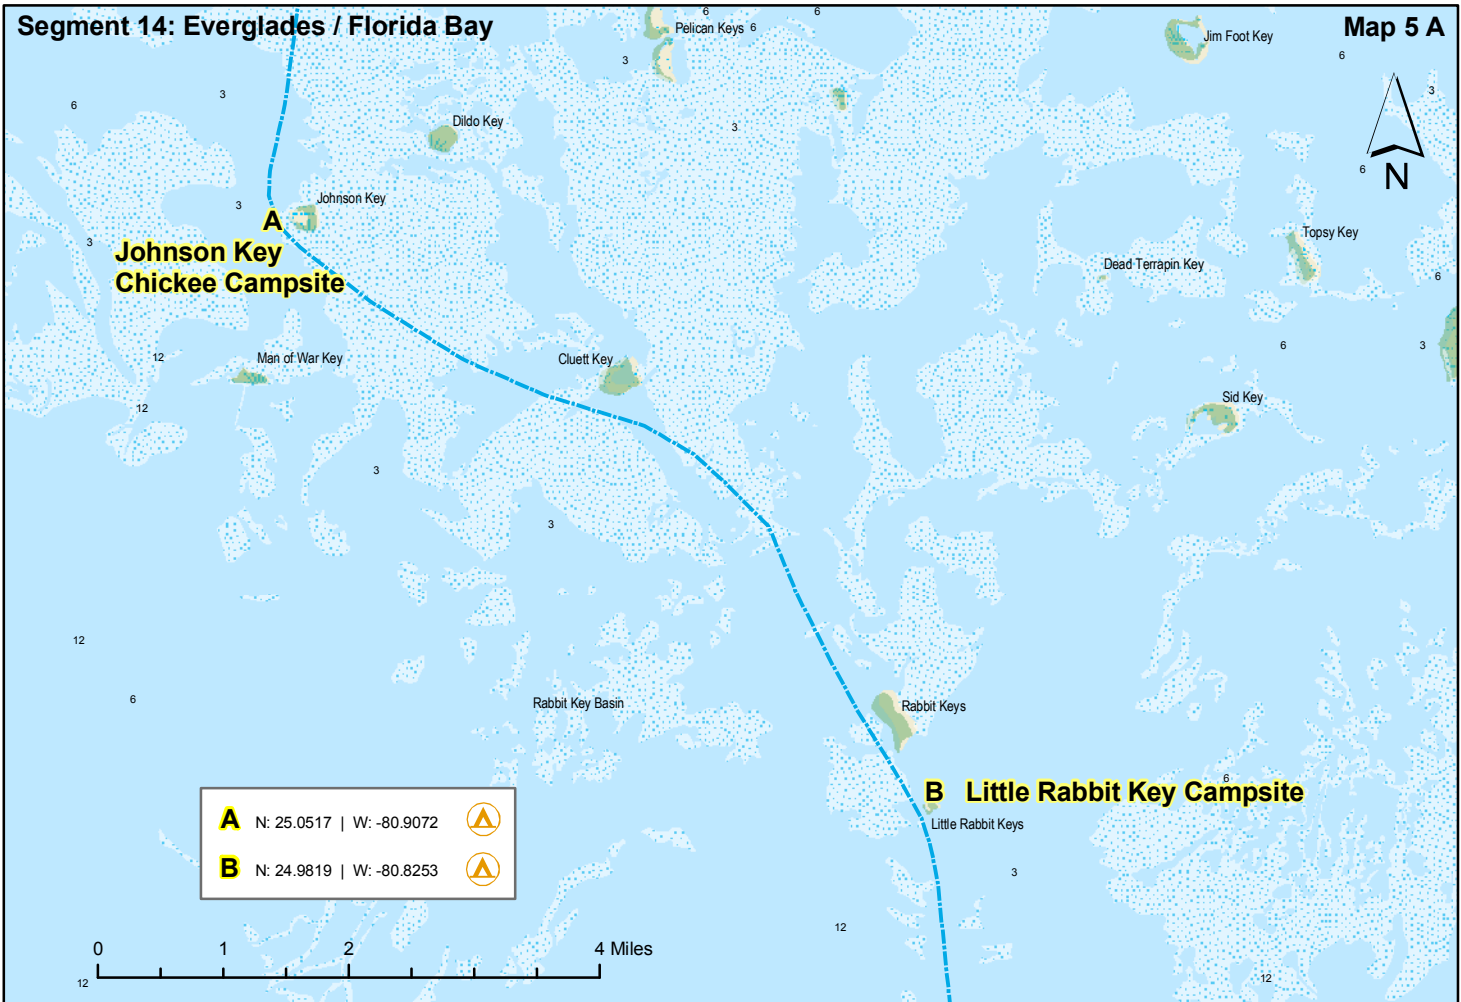 Segment 14: Everglades / Florida Bay
Map 5 A
6
6
Pelican Keys
Jim Foot Key
3
6
6
3
3
3
N
6
Dildo Key
Johnson Key
3
A
Johnson Key
Chickee Campsite
3
Topsy Key
Dead Terrapin Key
6
12
Man of War Key
Cluett Key
6
3
12
Sid Key
3
3
12
6
Rabbit Key Basin
Rabbit Keys
6
B Little Rabbit Key Campsite
Little Rabbit Keys
A N: 25.0517 | W: -80.9072
B N: 24.9819 | W: -80.8253
3
12
0 1 2 4 Miles
12
12